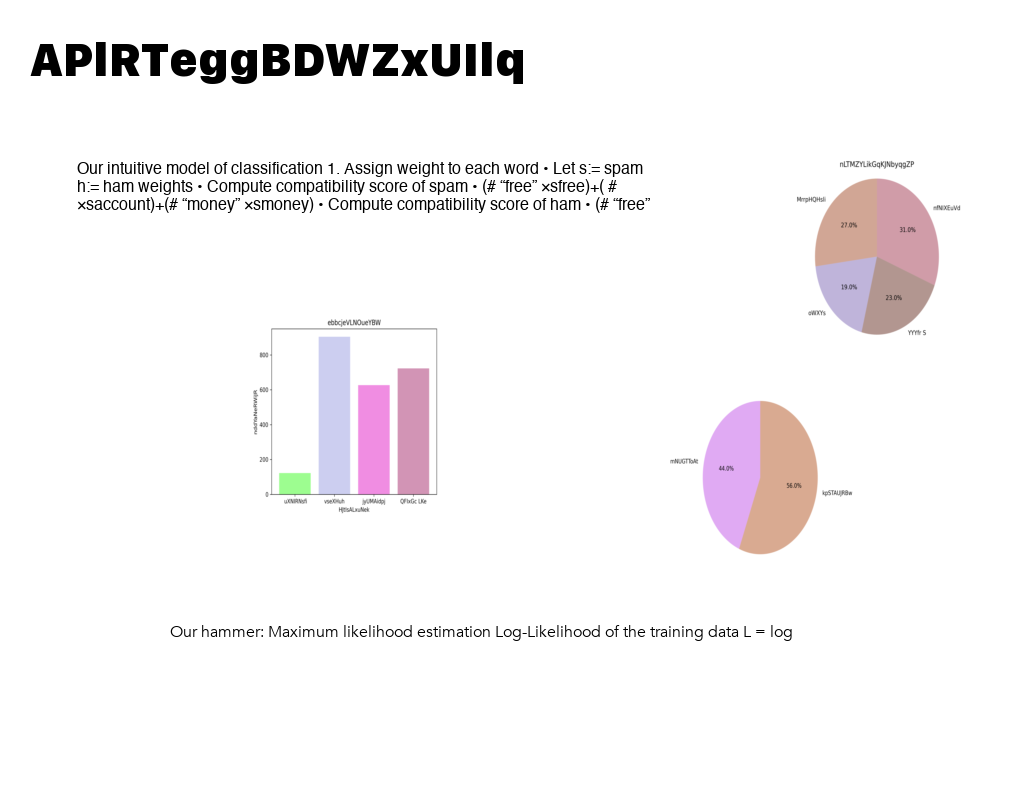 APlRTeggBDWZxUIlq
Our intuitive model of classification 1. Assign weight to each word • Let s:= spam
h:= ham weights • Compute compatibility score of spam • (# “free” ×sfree)+( #
×saccount)+(# “money” ×smoney) • Compute compatibility score of ham • (# “free”
nLTMZYLikGqKJNbyqgZP
MrrpHQHsli
nfNIXEuVd
27.0%
31.0%
19.0%
23.0%
oWXYs
YYYfr S
ebbcjeVLNOueYBW
800
600
400
200
0
uXNlRNsfl
vseXHuh
jyUMAidpj
QFlxGc LKe
HJtlsALxuNek
mNUGTToAt
44.0%
56.0%
kpSTAUJRBw
Our hammer: Maximum likelihood estimation Log-Likelihood of the training data L = log